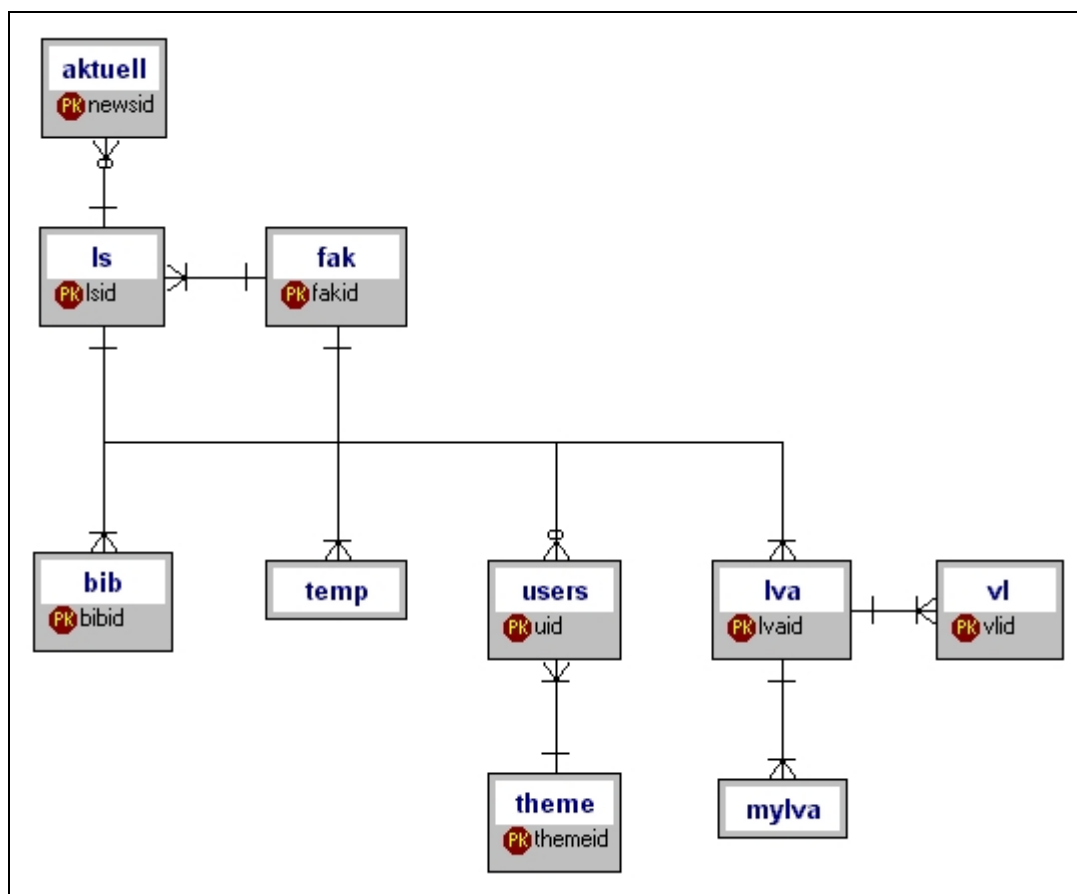 aktuell
PK newsid
ls
PK lsid
fak
PK fakid
bib
PK bibid
temp
users
PK uid
lva
PK lvaid
vl
PK vlid
theme
PK themeid
mylva